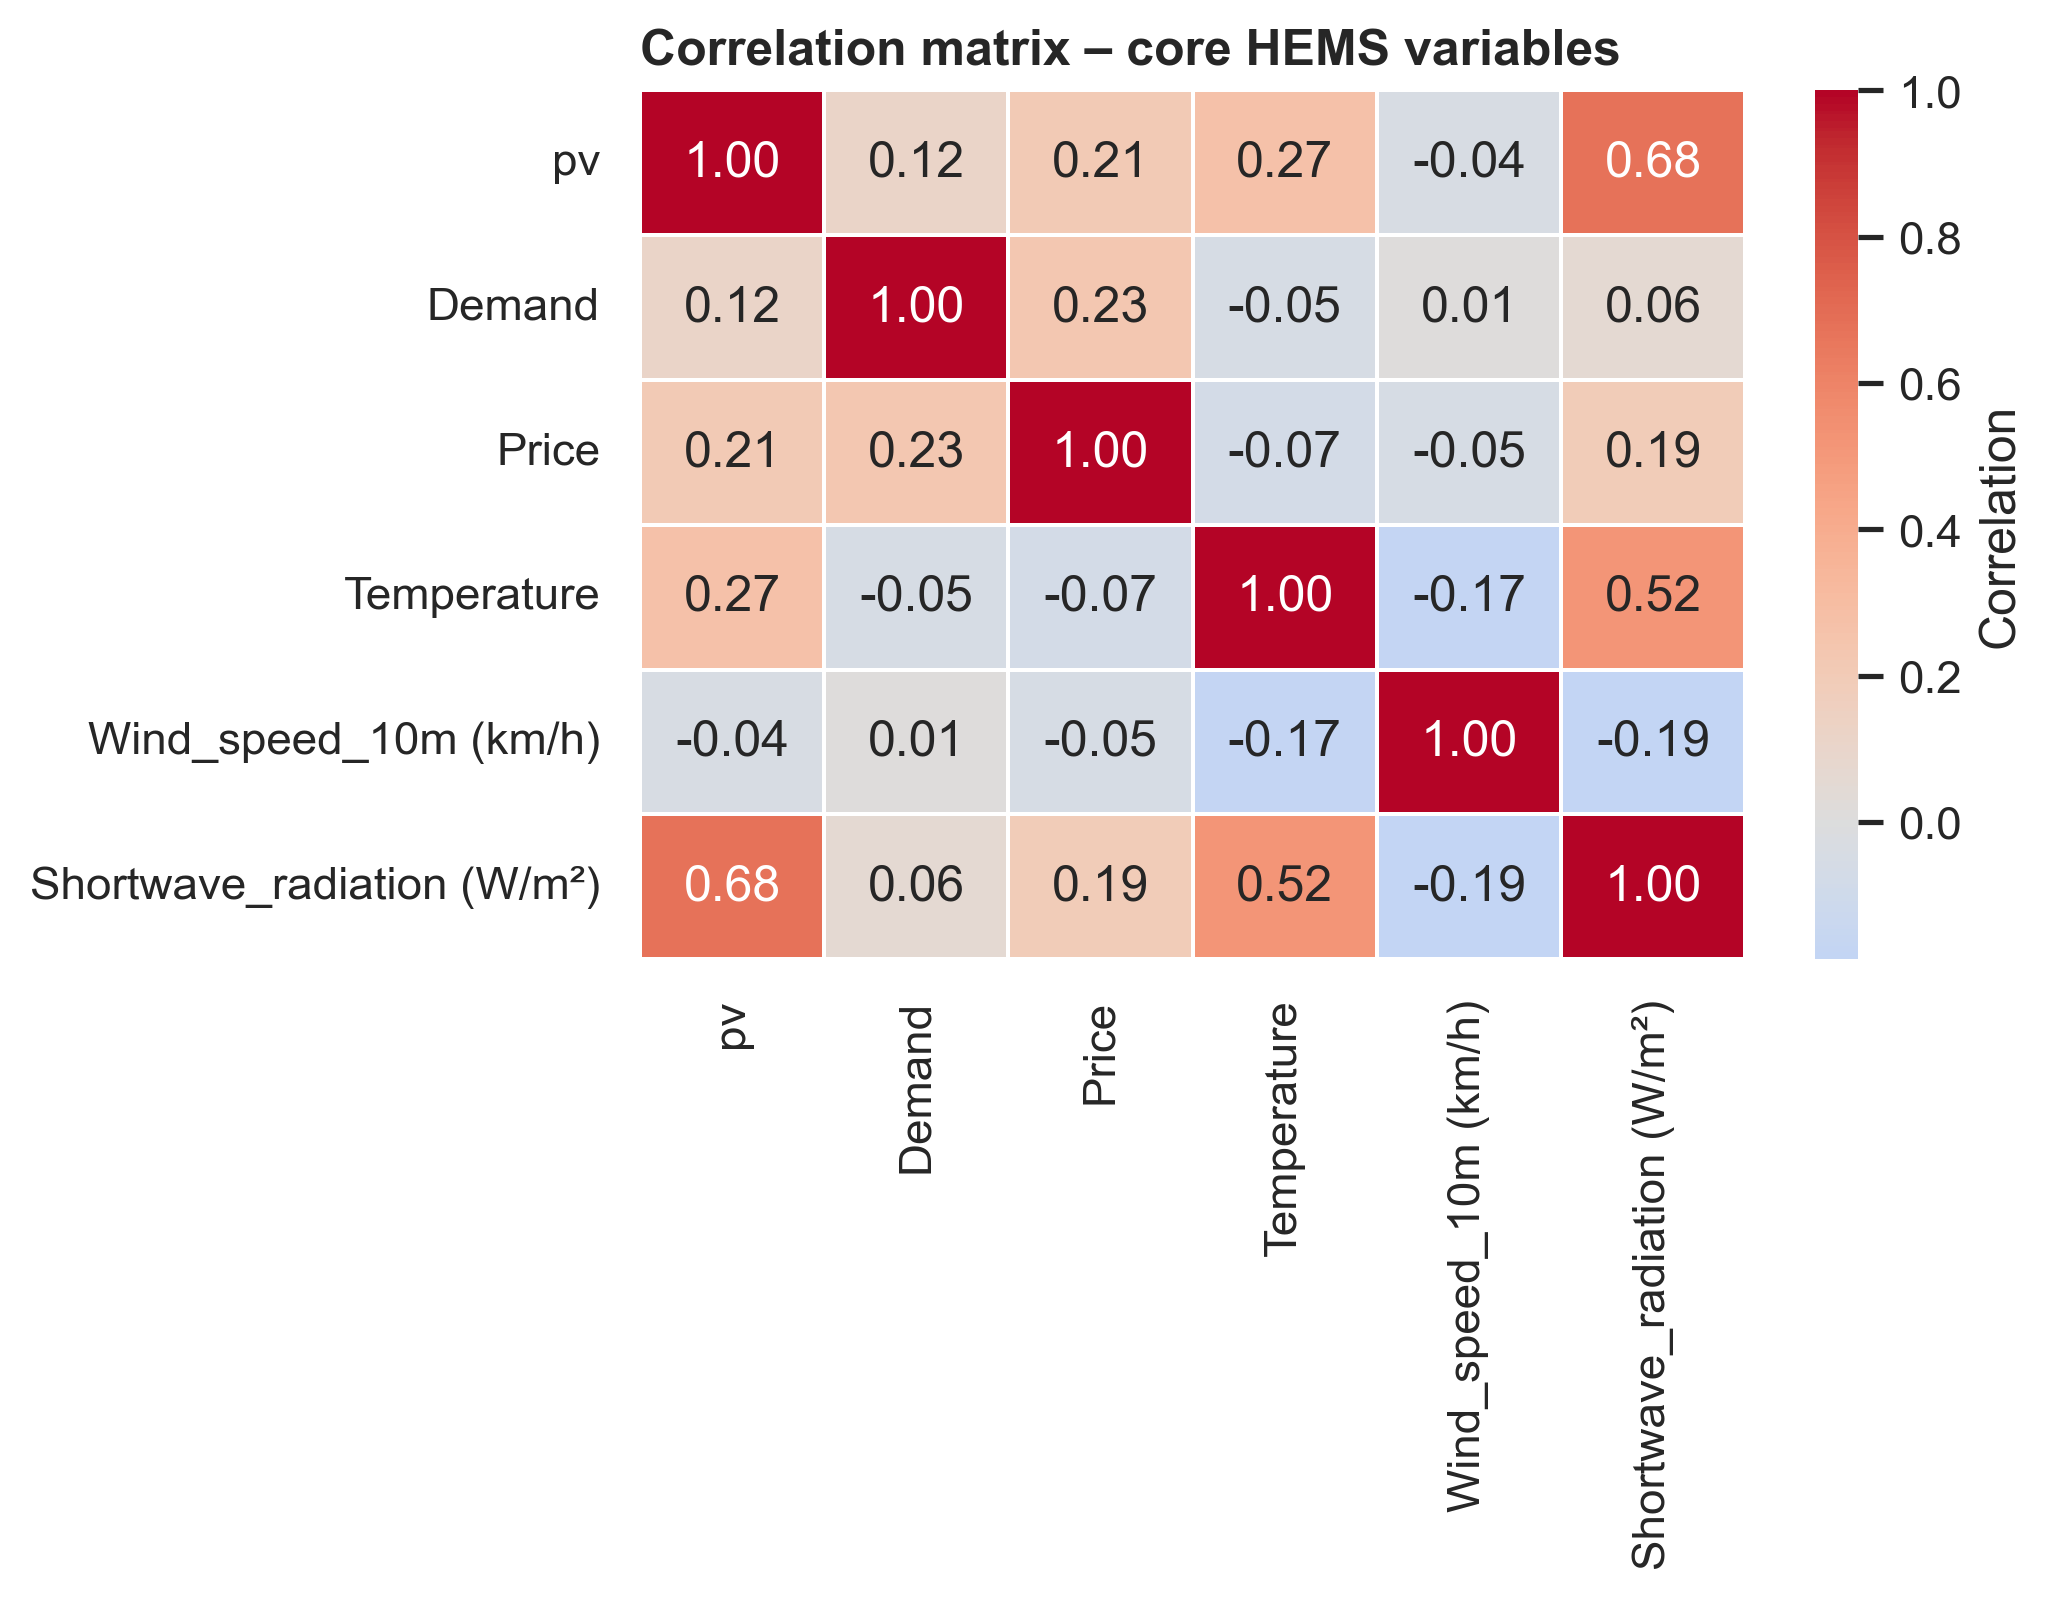 Correlation matrix – core HEMS variables
pv 1.00 0.12 0.21 0.27 -0.04 0.68
Demand 0.12 1.00 0.23 -0.05 0.01 0.06
Price 0.21 0.23 1.00 -0.07 -0.05 0.19
Temperature 0.27 -0.05 -0.07 1.00 -0.17 0.52
Wind_speed_10m (km/h) -0.04 0.01 -0.05 -0.17 1.00 -0.19
Shortwave_radiation (W/m²) 0.68 0.06 0.19 0.52 -0.19 1.00
pv
Demand
Price
Temperature
Wind_speed_10m (km/h)
Shortwave_radiation (W/m²)
1.0
0.8
0.6
0.4
0.2
0.0
Correlation